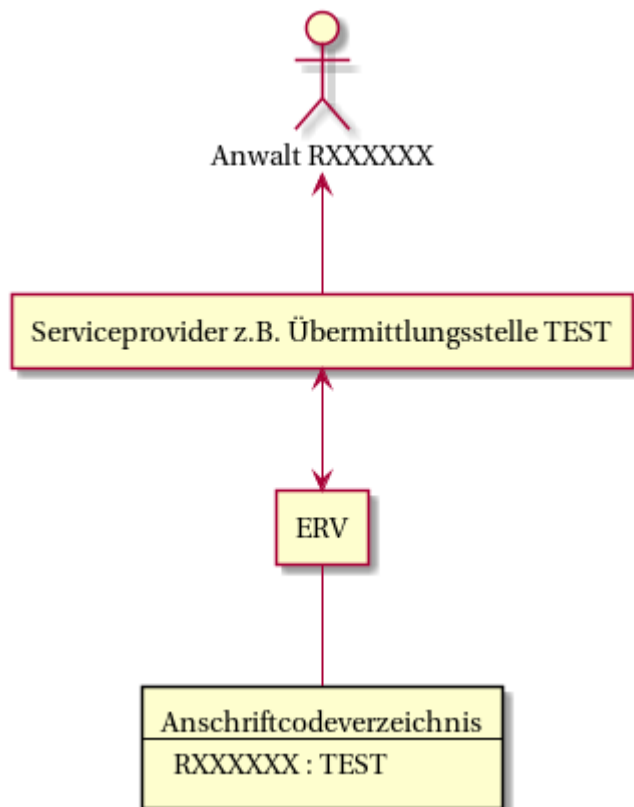 Anwalt RXXXXXX
Serviceprovider z.B. Übermittlungsstelle TEST
ERV
Anschriftcodeverzeichnis
RXXXXXX : TEST